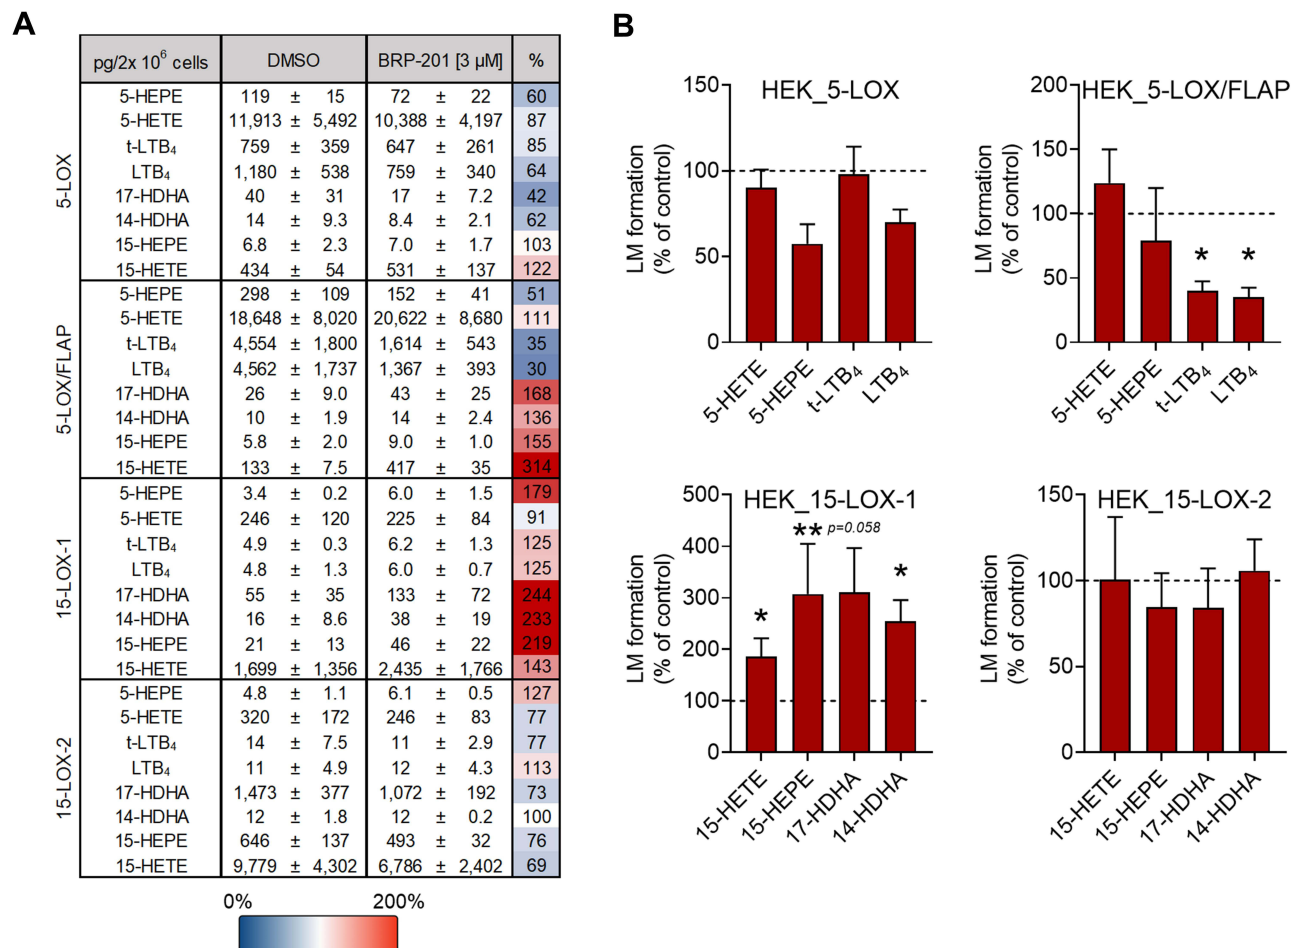 A
pg/2x 10⁶ cells DMSO BRP-201 [3 µM] %
5-LOX
5-HEPE 119 ± 15 72 ± 22 60
5-HETE 11,913 ± 5,492 10,388 ± 4,197 87
t-LTB₄ 759 ± 359 647 ± 261 85
LTB₄ 1,180 ± 538 759 ± 340 64
17-HDHA 40 ± 31 17 ± 7.2 42
14-HDHA 14 ± 9.3 8.4 ± 2.1 62
15-HEPE 6.8 ± 2.3 7.0 ± 1.7 103
15-HETE 434 ± 54 531 ± 137 122
5-LOX/FLAP
5-HEPE 298 ± 109 152 ± 41 51
5-HETE 18,648 ± 8,020 20,622 ± 8,680 111
t-LTB₄ 4,554 ± 1,800 1,614 ± 543 35
LTB₄ 4,562 ± 1,737 1,367 ± 393 30
17-HDHA 26 ± 9.0 43 ± 25 168
14-HDHA 10 ± 1.9 14 ± 2.4 136
15-HEPE 5.8 ± 2.0 9.0 ± 1.0 155
15-HETE 133 ± 7.5 417 ± 35 314
15-LOX-1
5-HEPE 3.4 ± 0.2 6.0 ± 1.5 179
5-HETE 246 ± 120 225 ± 84 91
t-LTB₄ 4.9 ± 0.3 6.2 ± 1.3 125
LTB₄ 4.8 ± 1.3 6.0 ± 0.7 125
17-HDHA 55 ± 35 133 ± 72 244
14-HDHA 16 ± 8.6 38 ± 19 233
15-HEPE 21 ± 13 46 ± 22 219
15-HETE 1,699 ± 1,356 2,435 ± 1,766 143
15-LOX-2
5-HEPE 4.8 ± 1.1 6.1 ± 0.5 127
5-HETE 320 ± 172 246 ± 83 77
t-LTB₄ 14 ± 7.5 11 ± 2.9 77
LTB₄ 11 ± 4.9 12 ± 4.3 113
17-HDHA 1,473 ± 377 1,072 ± 192 73
14-HDHA 12 ± 1.8 12 ± 0.2 100
15-HEPE 646 ± 137 493 ± 32 76
15-HETE 9,779 ± 4,302 6,786 ± 2,402 69
0% 200%
B
HEK_5-LOX
LM formation
(% of control)
150
100
50
0
5-HETE 5-HEPE t-LTB₄ LTB₄
HEK_5-LOX/FLAP
LM formation
(% of control)
200
150
100
50
0
* *
5-HETE 5-HEPE t-LTB₄ LTB₄
HEK_15-LOX-1
LM formation
(% of control)
500
400
300
200
100
0
* ** p=0.058 *
15-HETE 15-HEPE 17-HDHA 14-HDHA
HEK_15-LOX-2
LM formation
(% of control)
150
100
50
0
15-HETE 15-HEPE 17-HDHA 14-HDHA